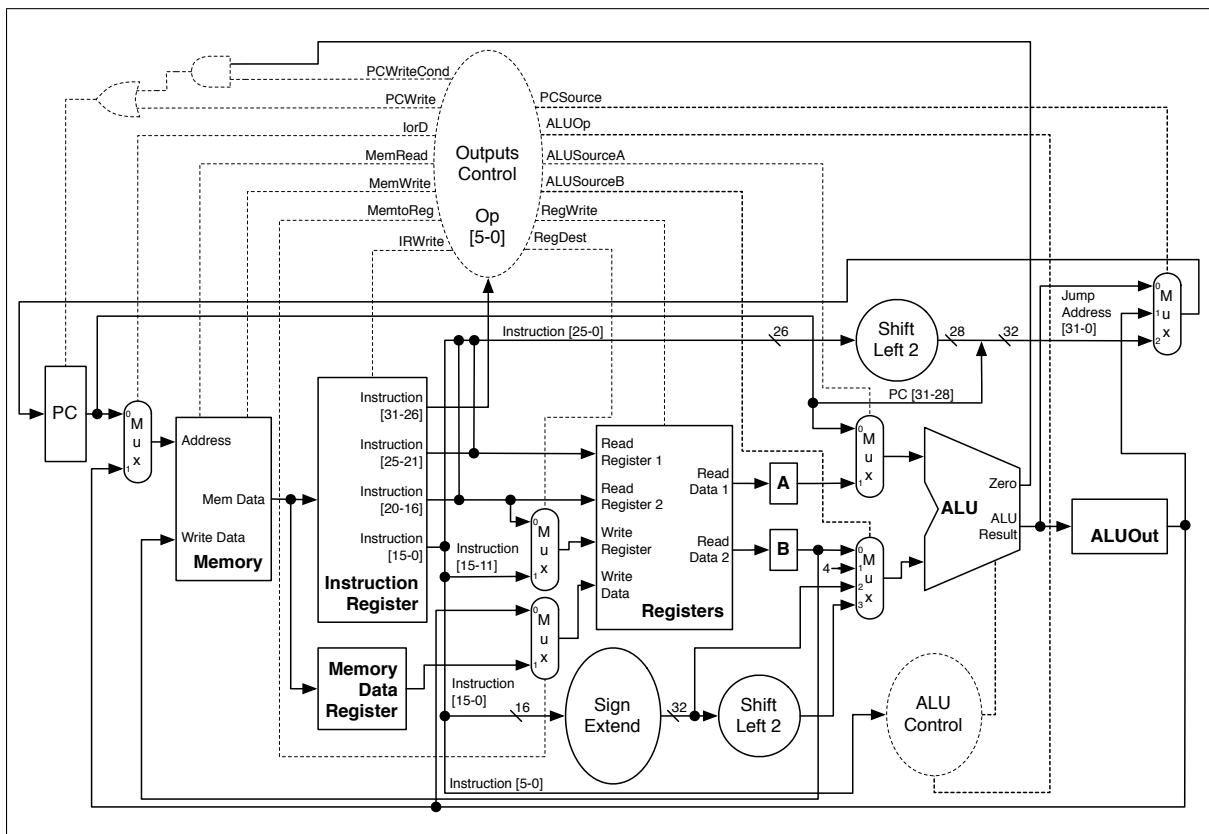 PCWriteCond
PCWrite
IorD
MemRead
MemWrite
MemtoReg
IRWrite
Outputs
Control
Op
[5-0]
PCSource
ALUOp
ALUSourceA
ALUSourceB
RegWrite
RegDest
Instruction [25-0]
26
Shift
Left 2
28
32
Jump
Address
[31-0]
0
M
1
u
x
2
PC [31-28]
PC
0
M
u
x
1
Address
Mem Data
Write Data
Memory
Instruction
[31-26]
Instruction
[25-21]
Instruction
[20-16]
Instruction
[15-0]
Instruction
Register
Instruction
[15-11]
0
M
u
x
1
0
M
u
x
1
Read
Register 1
Read
Register 2
Write
Register
Write
Data
Read
Data 1
Read
Data 2
Registers
A
B
0
M
u
x
1
0
M
4
1
u
2
x
3
Zero
ALU
ALU
Result
ALUOut
Memory
Data
Register
Instruction
[15-0]
16
Sign
Extend
32
Shift
Left 2
ALU
Control
Instruction [5-0]